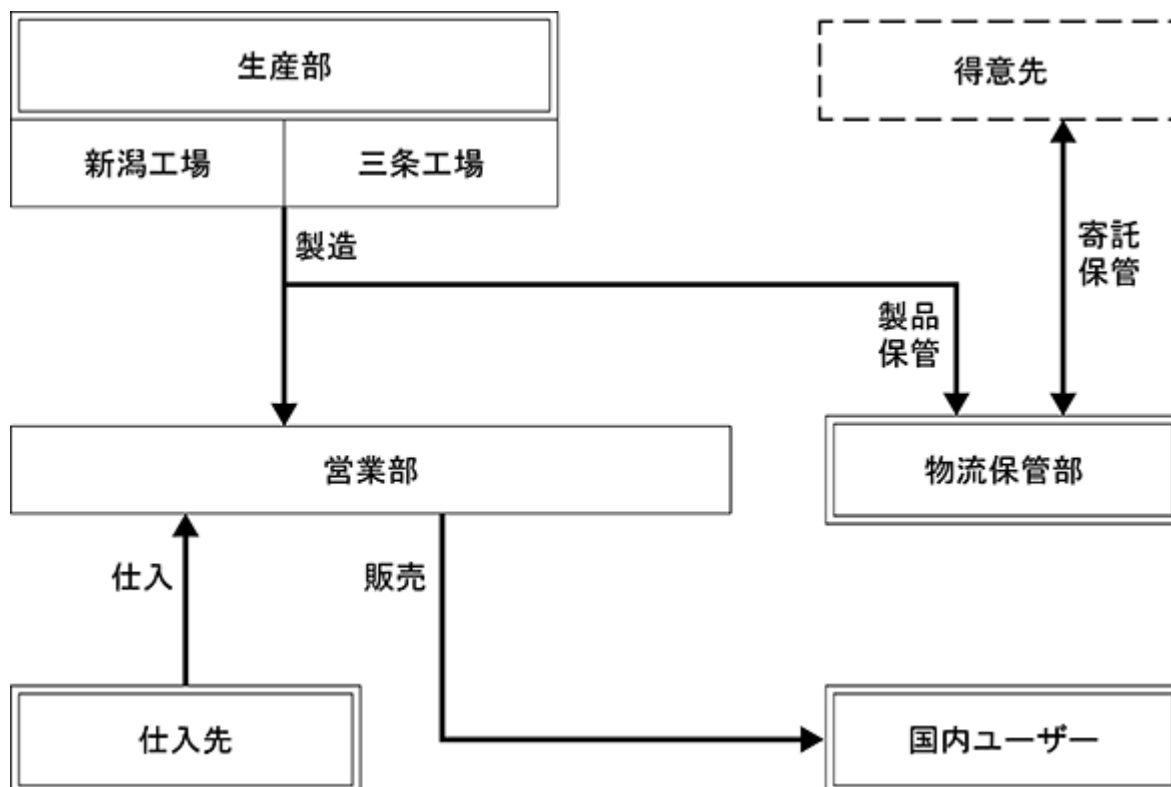 生産部
得意先
新潟工場
三条工場
製造
寄託
保管
製品
保管
営業部
物流保管部
仕入
販売
仕入先
国内ユーザー